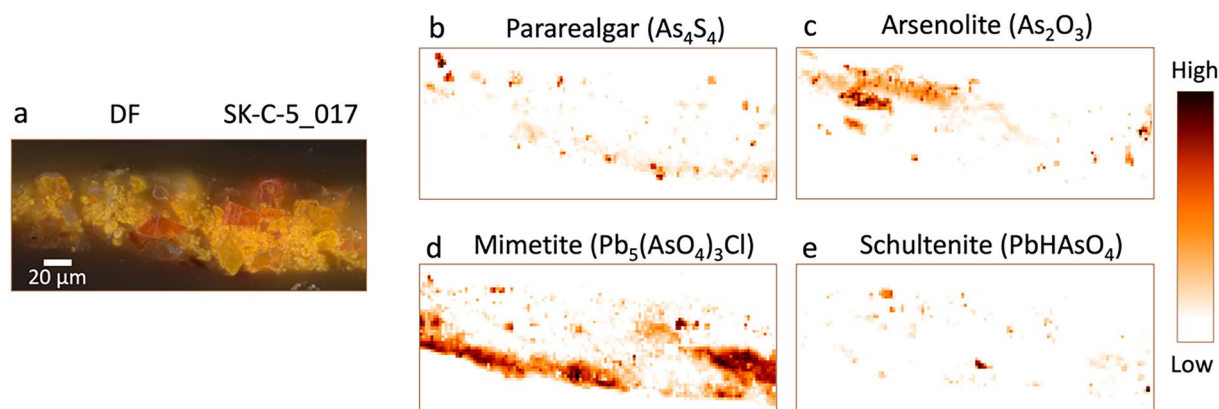 a DF SK-C-5_017
20 µm
b Pararealgar (As₄S₄)
c Arsenolite (As₂O₃)
d Mimetite (Pb₅(AsO₄)₃Cl)
e Schultenite (PbHAsO₄)
High
Low